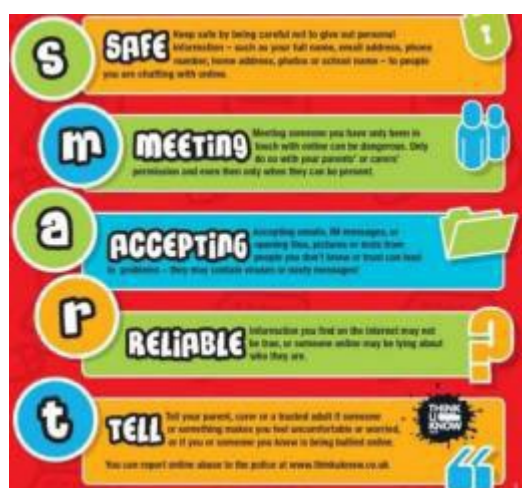 s
SAFE Keep safe by being careful not to give out personal
information – such as your full name, email address, phone
number, home address, photos or school name – to people
you are chatting with online.
m
MEETING Meeting someone you have only been in
touch with online can be dangerous. Only
do so with your parents' or carers'
permission and even then only when they can be present.
a
ACCEPTING Accepting emails, IM messages, or
opening files, pictures or texts from
people you don't know or trust can lead
to problems – they may contain viruses or nasty messages!
r
RELIABLE Information you find on the internet may not
be true, or someone online may be lying about
who they are.
t
TELL Tell your parent, carer or a trusted adult if someone
or something makes you feel uncomfortable or worried,
or if you or someone you know is being bullied online.
You can report online abuse to the police at www.thinkuknow.co.uk.
THINK
U
KNOW